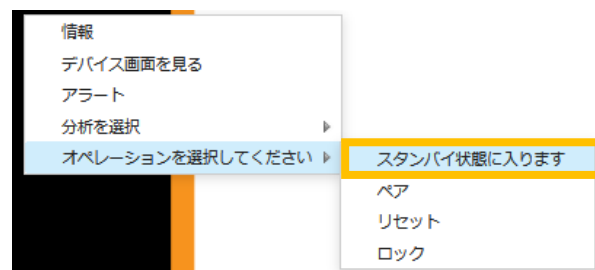 情報
デバイス画面を見る
アラート
分析を選択
オペレーションを選択してください
スタンバイ状態に入ります
ペア
リセット
ロック